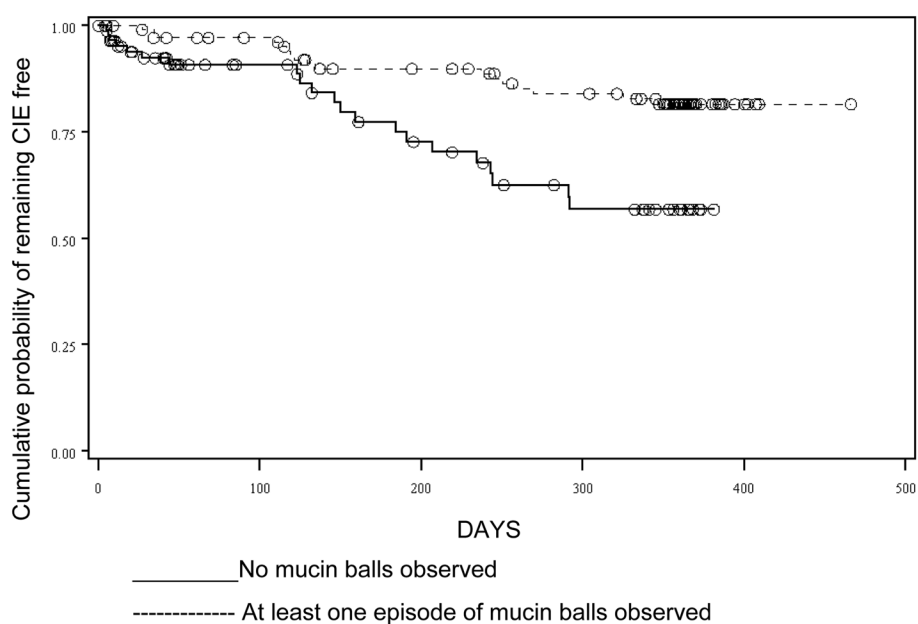 Cumulative probability of remaining CIE free
1.00
0.75
0.50
0.25
0.00
0 100 200 300 400 500
DAYS
No mucin balls observed
At least one episode of mucin balls observed